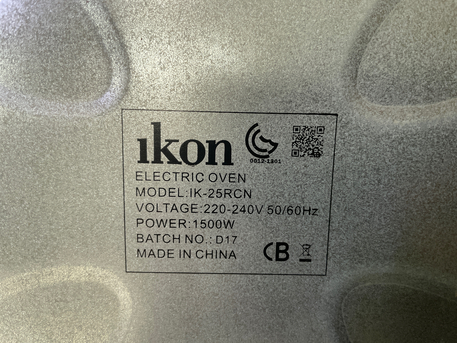 ikon
0012-1201
ELECTRIC OVEN
MODEL:IK-25RCN
VOLTAGE:220-240V 50/60Hz
POWER:1500W
BATCH NO.: D17
MADE IN CHINA
CB